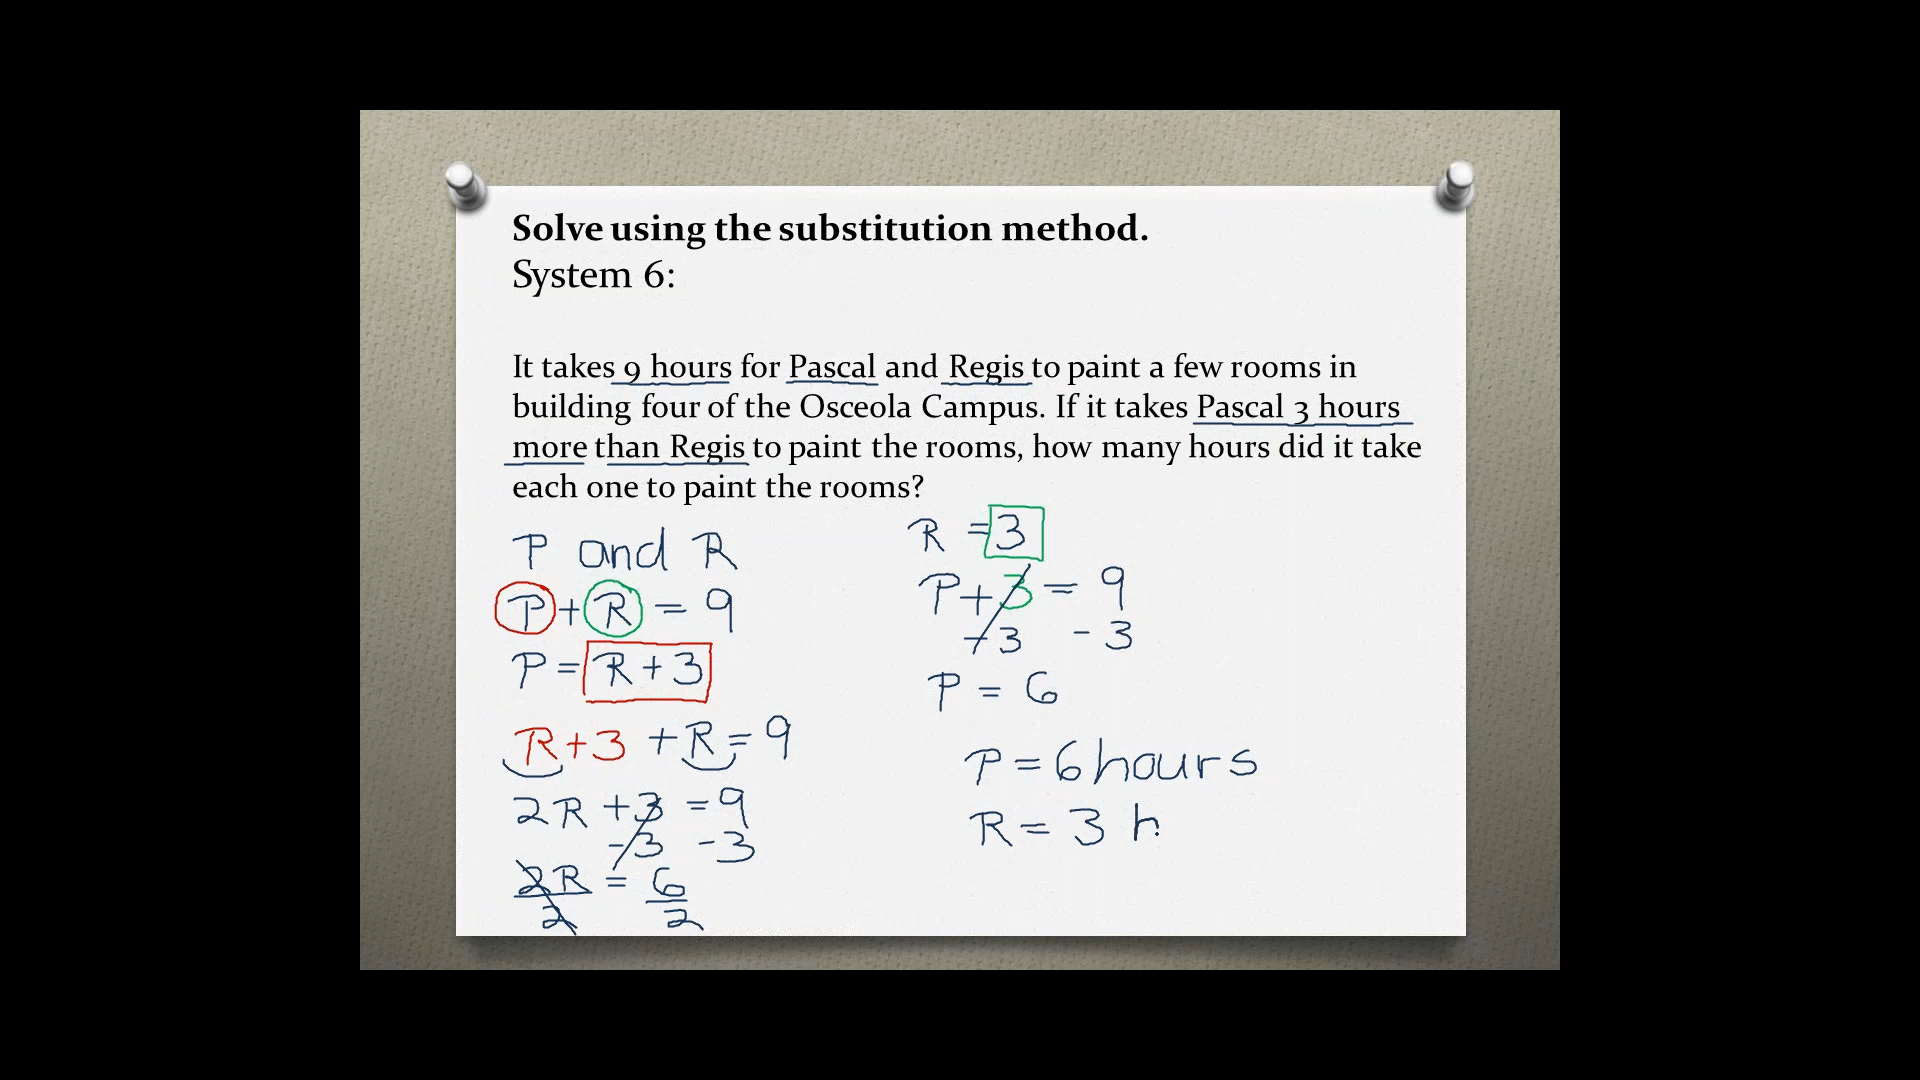 Solve using the substitution method.
System 6:
It takes 9 hours for Pascal and Regis to paint a few rooms in
building four of the Osceola Campus. If it takes Pascal 3 hours
more than Regis to paint the rooms, how many hours did it take
each one to paint the rooms?
P and R
P + R = 9
P = R + 3
R + 3 + R = 9
2R + 3 = 9
- 3 - 3
2R = 6
2 2
R = 3
P + 3 = 9
- 3 - 3
P = 6
P = 6 hours
R = 3 h